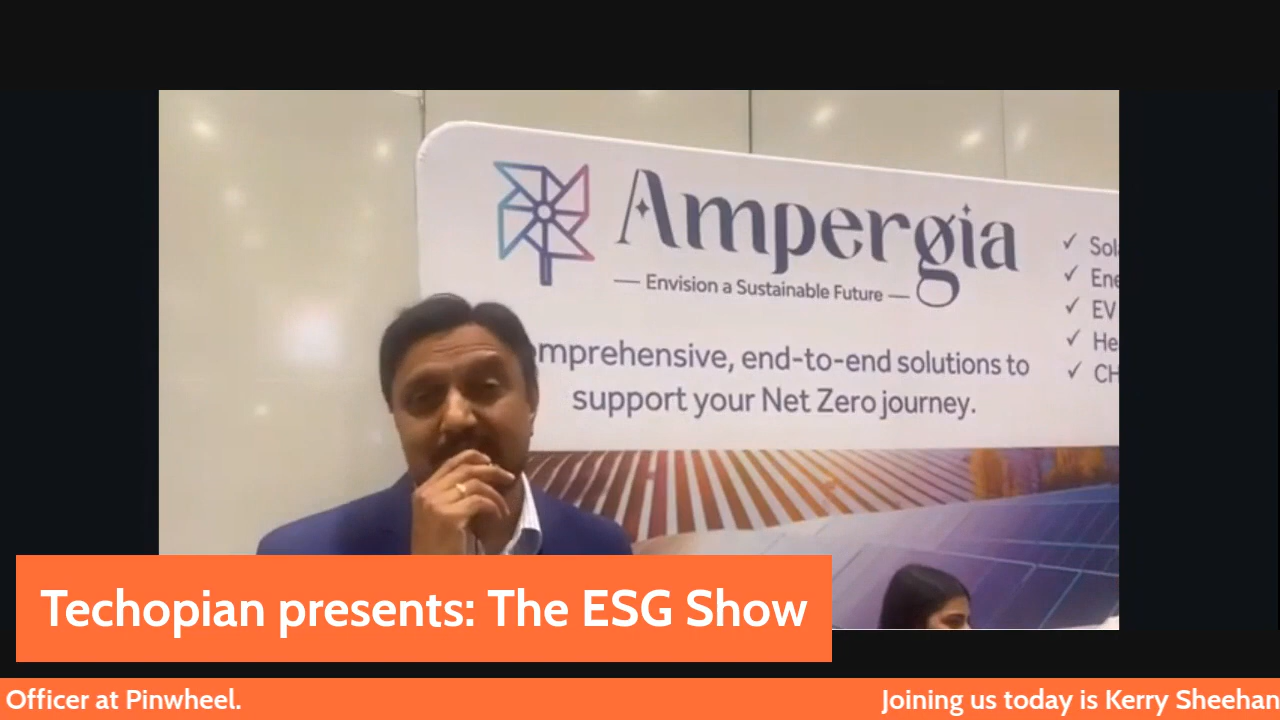 Ampergia
— Envision a Sustainable Future —
mprehensive, end-to-end solutions to
support your Net Zero journey.
✓ Sol
✓ Ene
✓ EV
✓ He
✓ CH
Techopian presents: The ESG Show
Officer at Pinwheel.
Joining us today is Kerry Sheehan